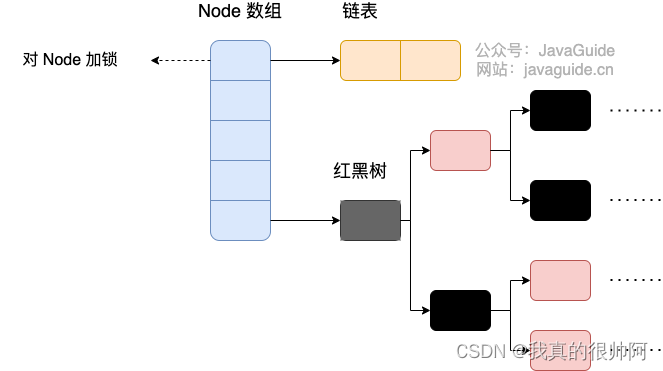 Node 数组
链表
对 Node 加锁
公众号：JavaGuide
网站：javaguide.cn
红黑树
CSDN @我真的很帅阿